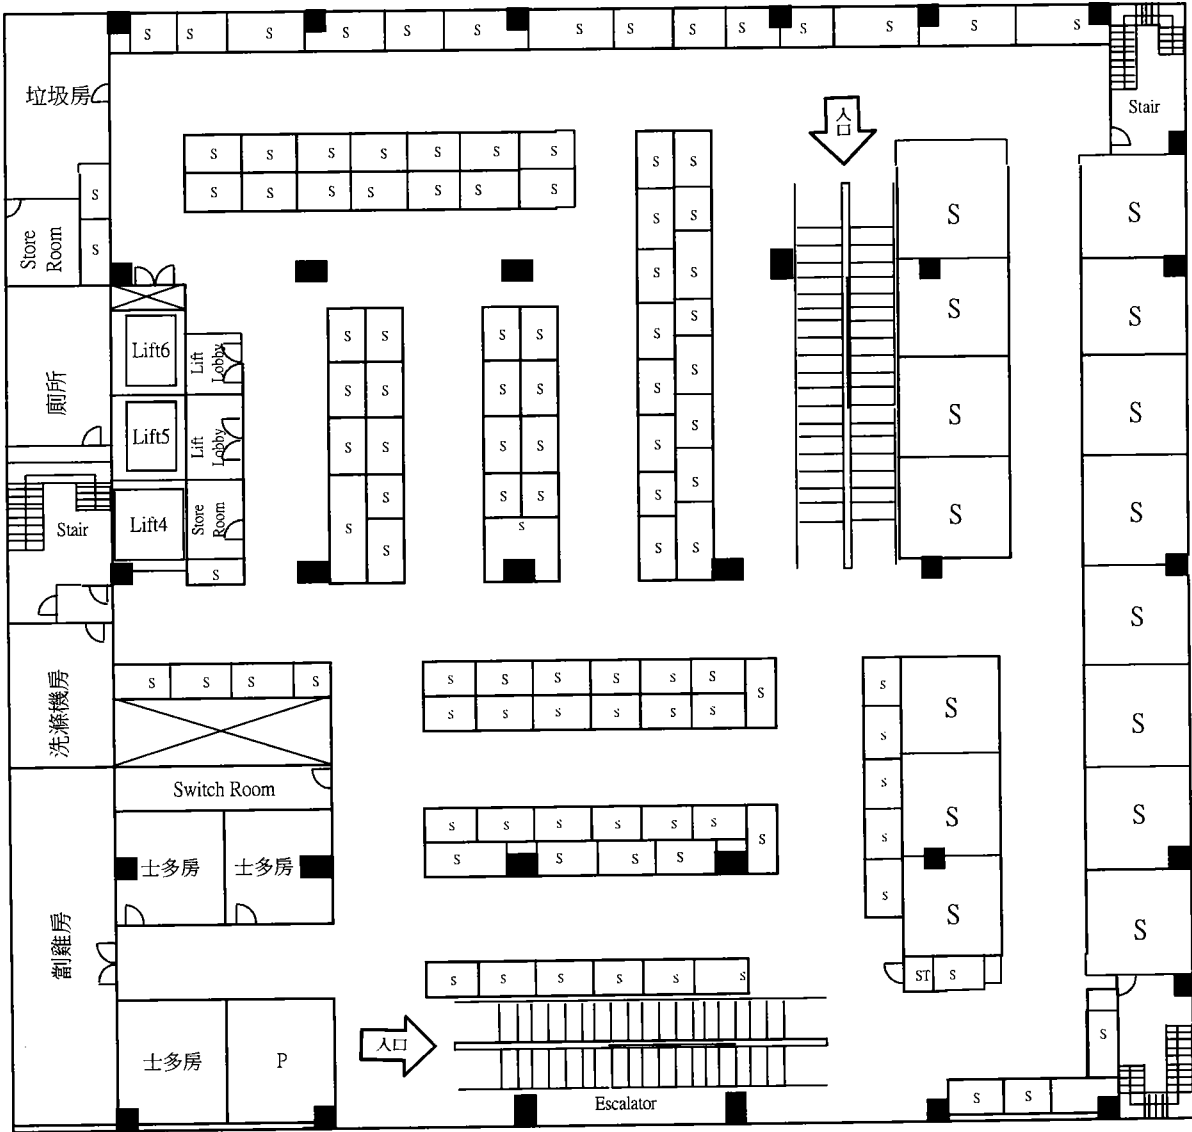 S S S S S S S S S S S S S S
垃圾房
入口
Stair
S S S S S S S
S S S S S S S
S
S
Store
Room
Lift6
Lift
Lobby
廁所
Lift5
Lift
Lobby
Stair
Lift4
Store
Room
S
S S
S S
S S
S S
S
S S
S S
S S
S S
S
S S
S S
S S
S S
S S
S S
S S
S S
S
S
S
S
S
S
S
S
S
S
S
S
S
洗滌機房
S S S S
Switch Room
士多房 士多房
劏雞房
士多房 P
S S S S S S S
S S S S S S
S S S S S S S
S S S S
S S S S S S
入口
Escalator
S
S
S
S
S
S
S
S
ST S
S
S S